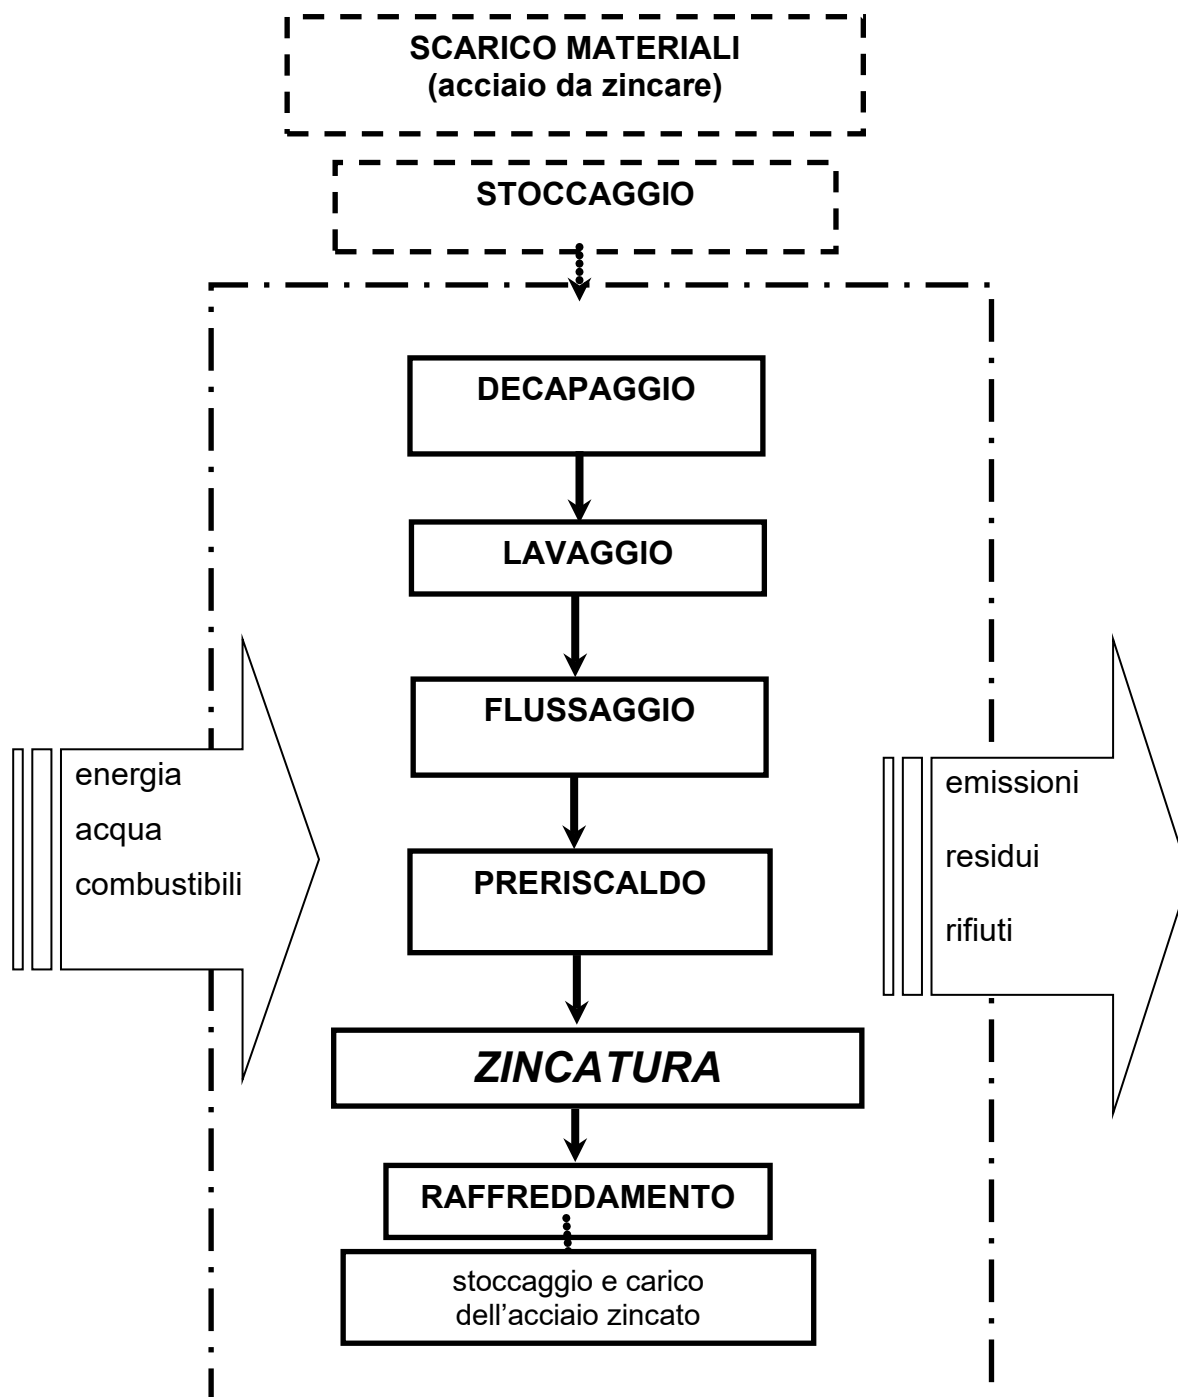 SCARICO MATERIALI
(acciaio da zincare)
STOCCAGGIO
DECAPAGGIO
LAVAGGIO
FLUSSAGGIO
energia
acqua
combustibili
emissioni
residui
rifiuti
PRERISCALDO
ZINCATURA
RAFFREDDAMENTO
stoccaggio e carico
dell’acciaio zincato